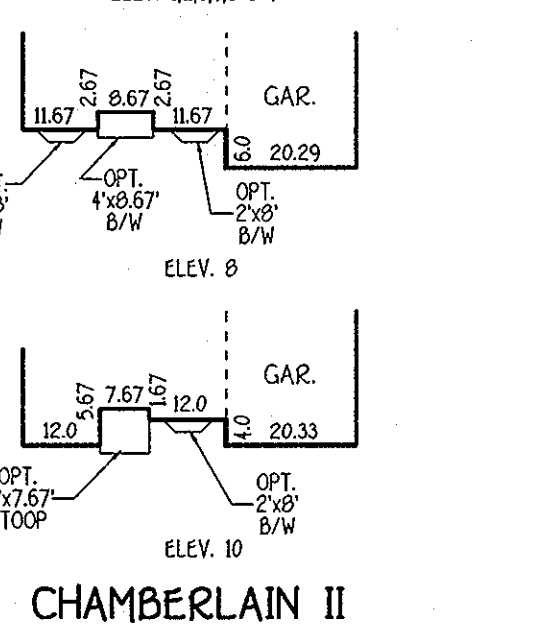 GAR.
11.67
2.67
8.67
2.67
11.67
6.0
20.29
OPT.
4'x8.67'
B/W
OPT.
2'x8'
B/W
ELEV. 8
GAR.
12.0
5.67
7.67
1.67
12.0
4.0
20.33
OPT.
x7.67'
TOOP
OPT.
2'x8'
B/W
ELEV. 10
CHAMBERLAIN II